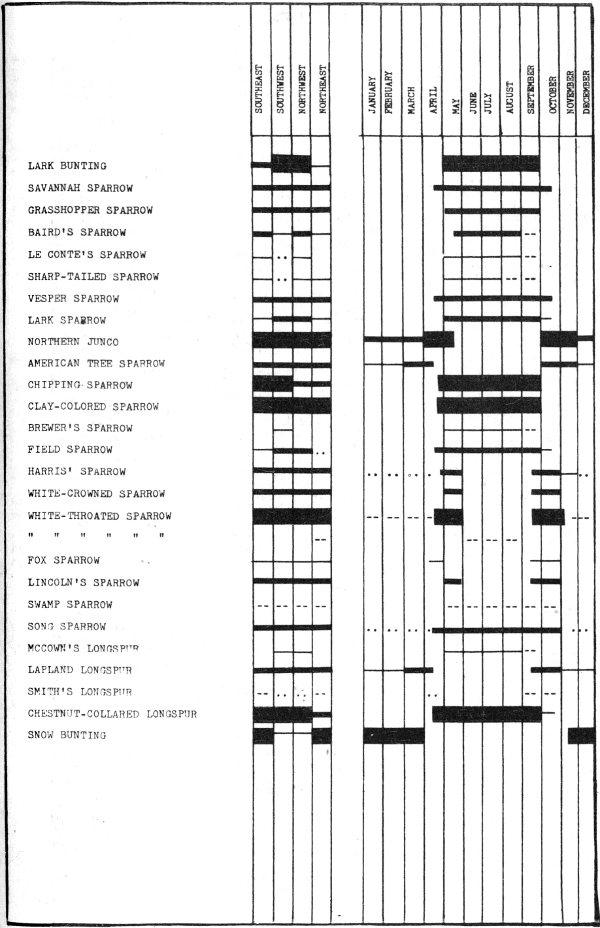 SOUTHEAST
SOUTHWEST
NORTHWEST
NORTHEAST
JANUARY
FEBRUARY
MARCH
APRIL
MAY
JUNE
JULY
AUGUST
SEPTEMBER
OCTOBER
NOVEMBER
DECEMBER
LARK BUNTING
SAVANNAH SPARROW
GRASSHOPPER SPARROW
BAIRD'S SPARROW
LE CONTE'S SPARROW
SHARP-TAILED SPARROW
VESPER SPARROW
LARK SPARROW
NORTHERN JUNCO
AMERICAN TREE SPARROW
CHIPPING SPARROW
CLAY-COLORED SPARROW
BREWER'S SPARROW
FIELD SPARROW
HARRIS' SPARROW
WHITE-CROWNED SPARROW
WHITE-THROATED SPARROW
" " " " " "
FOX SPARROW
LINCOLN'S SPARROW
SWAMP SPARROW
SONG SPARROW
MCCOWN'S LONGSPUR
LAPLAND LONGSPUR
SMITH'S LONGSPUR
CHESTNUT-COLLARED LONGSPUR
SNOW BUNTING